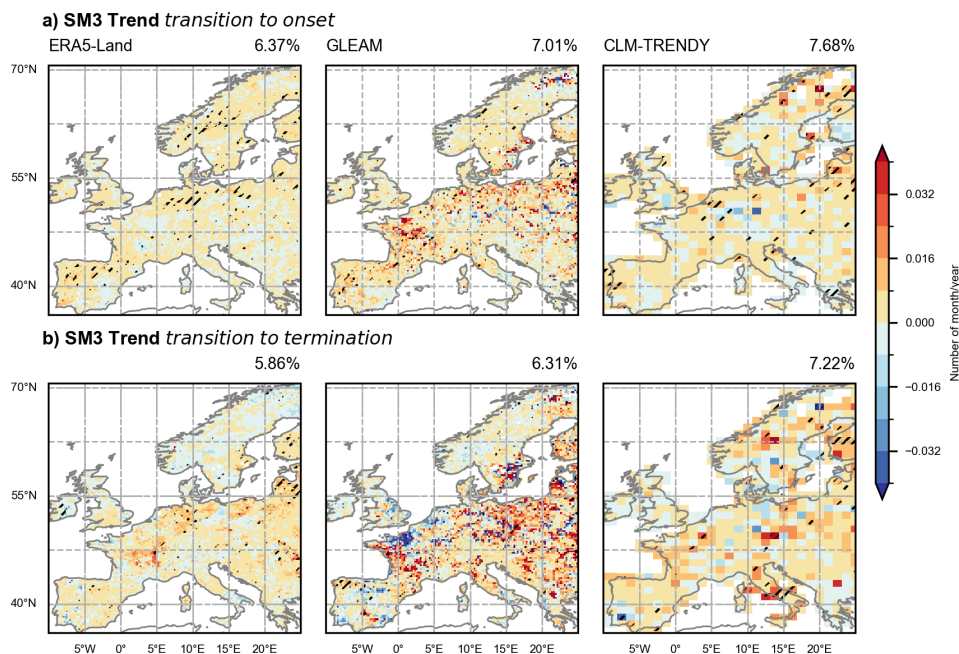 a) SM3 Trend transition to onset
ERA5-Land 6.37% GLEAM 7.01% CLM-TRENDY 7.68%
70°N
55°N
40°N
b) SM3 Trend transition to termination
5.86% 6.31% 7.22%
70°N
55°N
40°N
5°W 0° 5°E 10°E 15°E 20°E 5°W 0° 5°E 10°E 15°E 20°E 5°W 0° 5°E 10°E 15°E 20°E
0.032
0.016
0.000
−0.016
−0.032
Number of month/year